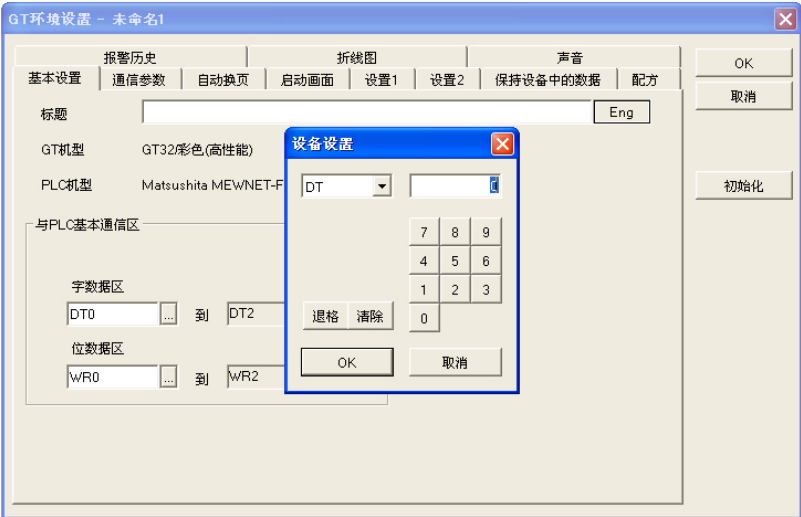 GT环境设置 - 未命名1
报警历史 折线图 声音
基本设置 通信参数 自动换页 启动画面 设置1 设置2 保持设备中的数据 配方
OK
取消
初始化
标题 Eng
GT机型 GT32/彩色(高性能)
PLC机型 Matsushita MEWNET-F
与PLC基本通信区
字数据区
DT0 ... 到 DT2
位数据区
WR0 ... 到 WR2
设备设置
DT 0
7 8 9
4 5 6
1 2 3
退格 清除 0
OK 取消